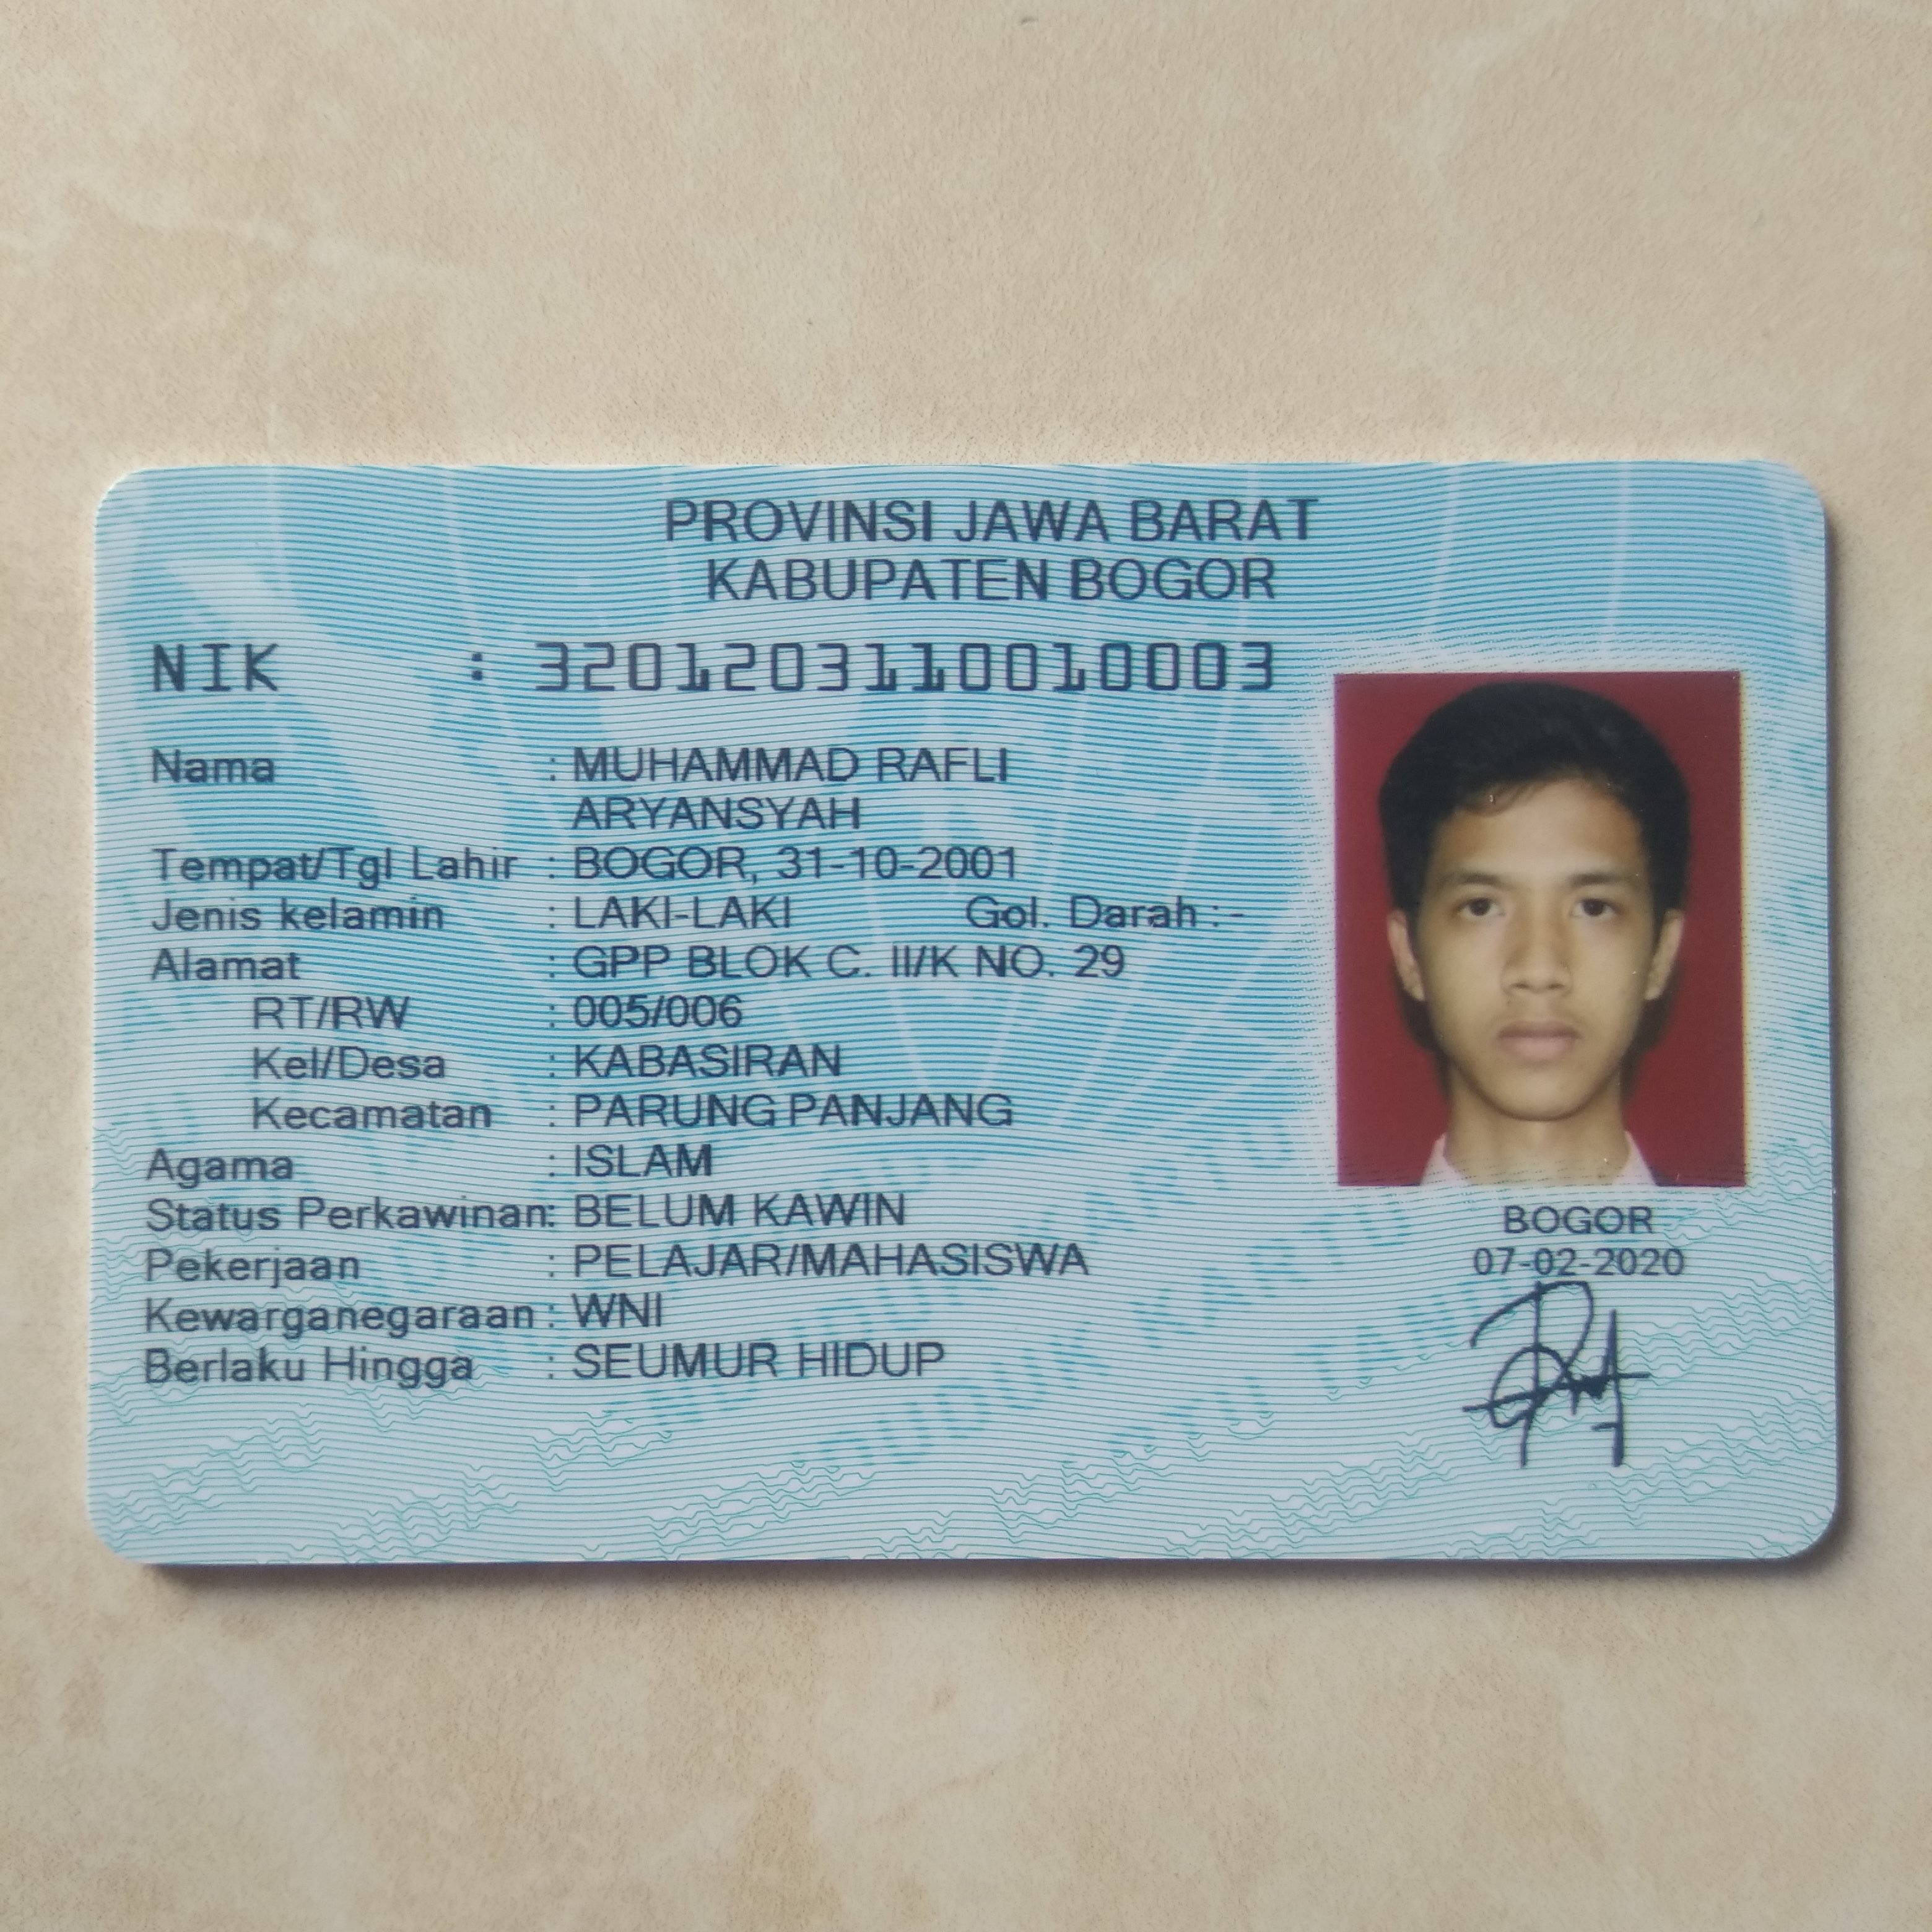 PROVINSI JAWA BARAT
KABUPATEN BOGOR
NIK : 3201203110010003
Nama : MUHAMMAD RAFLI
ARYANSYAH
Tempat/Tgl Lahir : BOGOR, 31-10-2001
Jenis kelamin : LAKI-LAKI Gol. Darah : -
Alamat : GPP BLOK C. II/K NO. 29
RT/RW : 005/006
Kel/Desa : KABASIRAN
Kecamatan : PARUNG PANJANG
Agama : ISLAM
Status Perkawinan: BELUM KAWIN
Pekerjaan : PELAJAR/MAHASISWA
Kewarganegaraan : WNI
Berlaku Hingga : SEUMUR HIDUP
BOGOR
07-02-2020